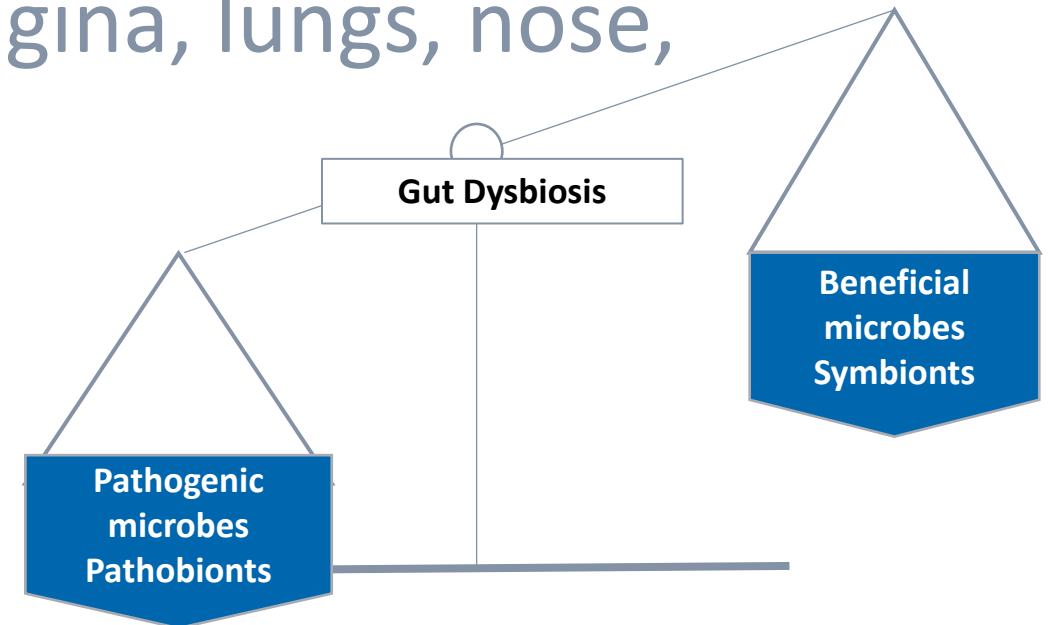 gina, lungs, nose,
Gut Dysbiosis
Beneficial
microbes
Symbionts
Pathogenic
microbes
Pathobionts